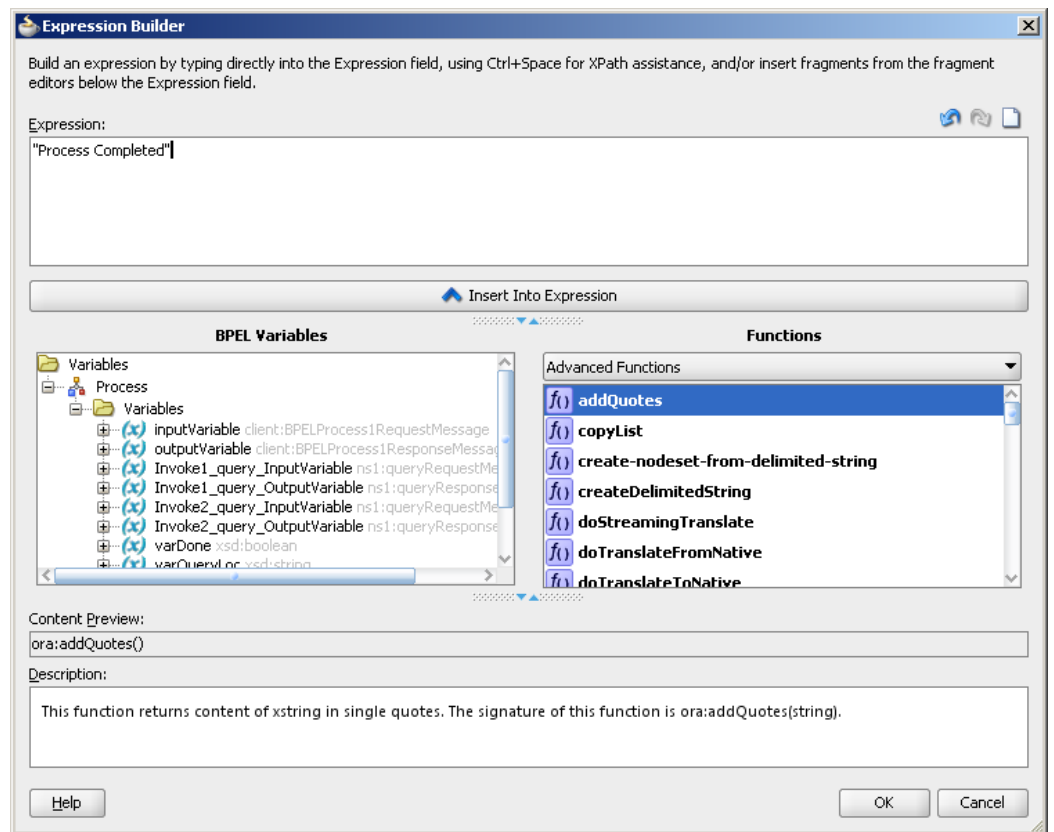 Expression Builder
Build an expression by typing directly into the Expression field, using Ctrl+Space for XPath assistance, and/or insert fragments from the fragment
editors below the Expression field.
Expression:
"Process Completed"
Insert Into Expression
BPEL Variables
Variables
Process
Variables
(x) inputVariable client:BPELProcess1RequestMessage
(x) outputVariable client:BPELProcess1ResponseMessag
(x) Invoke1_query_InputVariable ns1:queryRequestMe
(x) Invoke1_query_OutputVariable ns1:queryResponse
(x) Invoke2_query_InputVariable ns1:queryRequestMe
(x) Invoke2_query_OutputVariable ns1:queryResponse
(x) varDone xsd:boolean
(x) varQueryLoc xsd:string
Functions
Advanced Functions
f() addQuotes
f() copyList
f() create-nodeset-from-delimited-string
f() createDelimitedString
f() doStreamingTranslate
f() doTranslateFromNative
f() doTranslateToNative
Content Preview:
ora:addQuotes()
Description:
This function returns content of xstring in single quotes. The signature of this function is ora:addQuotes(string).
Help
OK
Cancel